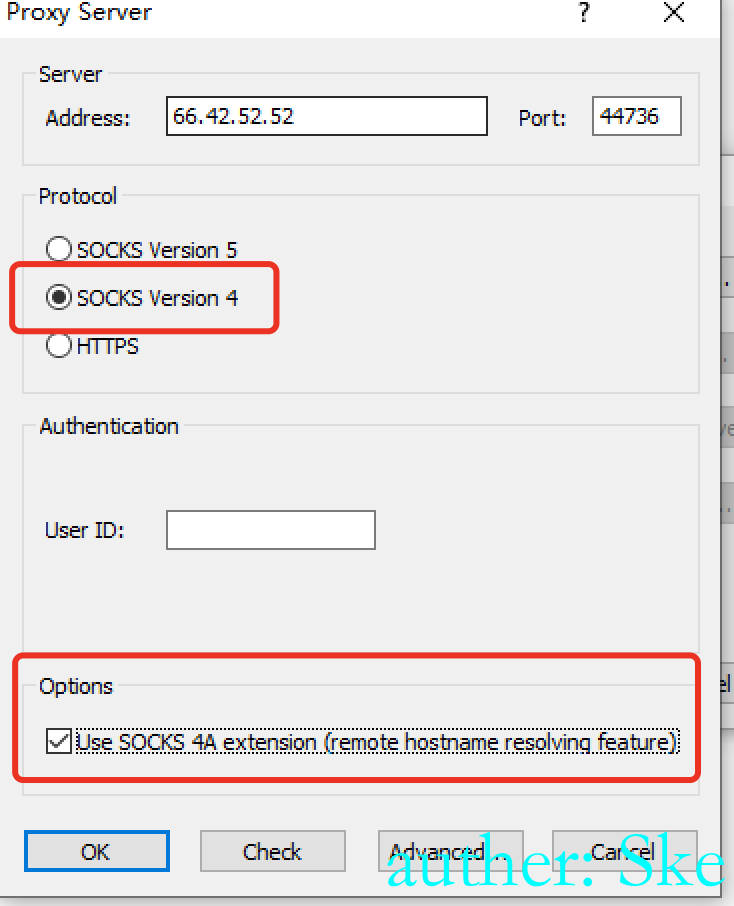 Proxy Server ? ×
Server
Address: 66.42.52.52 Port: 44736
Protocol
SOCKS Version 5
SOCKS Version 4
HTTPS
Authentication
User ID:
Options
Use SOCKS 4A extension (remote hostname resolving feature)
OK Check Advanced... Cancel
auther: Ske